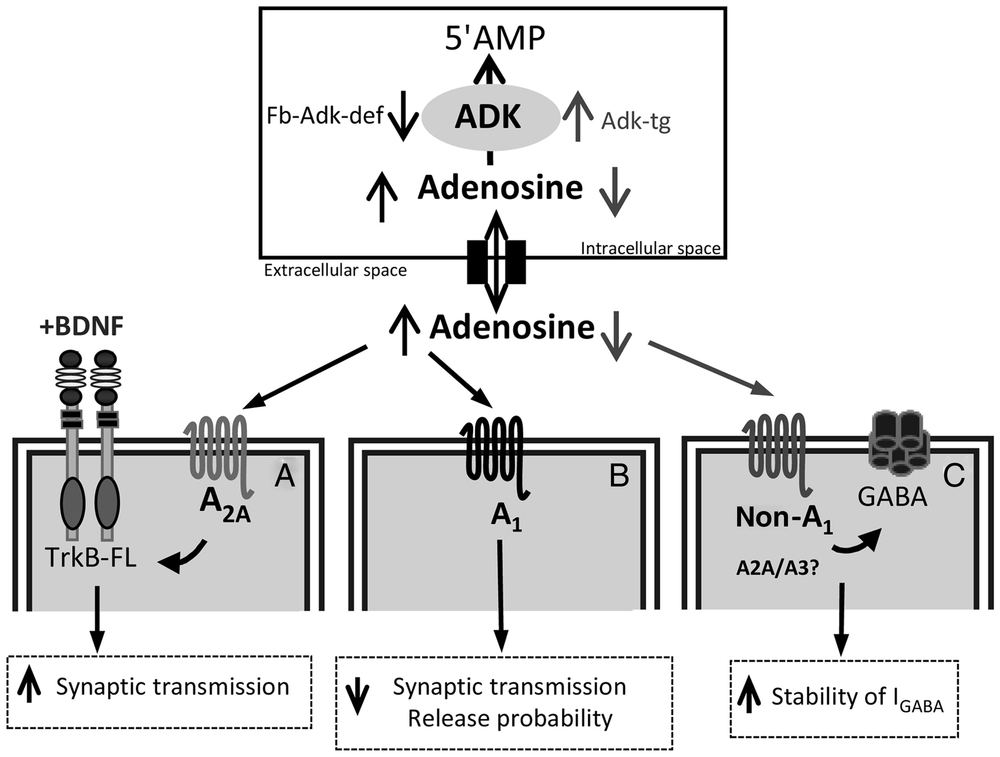 5'AMP
Fb-Adk-def
ADK
Adk-tg
Adenosine
Intracellular space
Extracellular space
Adenosine
+BDNF
A
B
C
A2A
A1
GABA
Non-A1
TrkB-FL
A2A/A3?
Synaptic transmission
Synaptic transmission
Release probability
Stability of IGABA